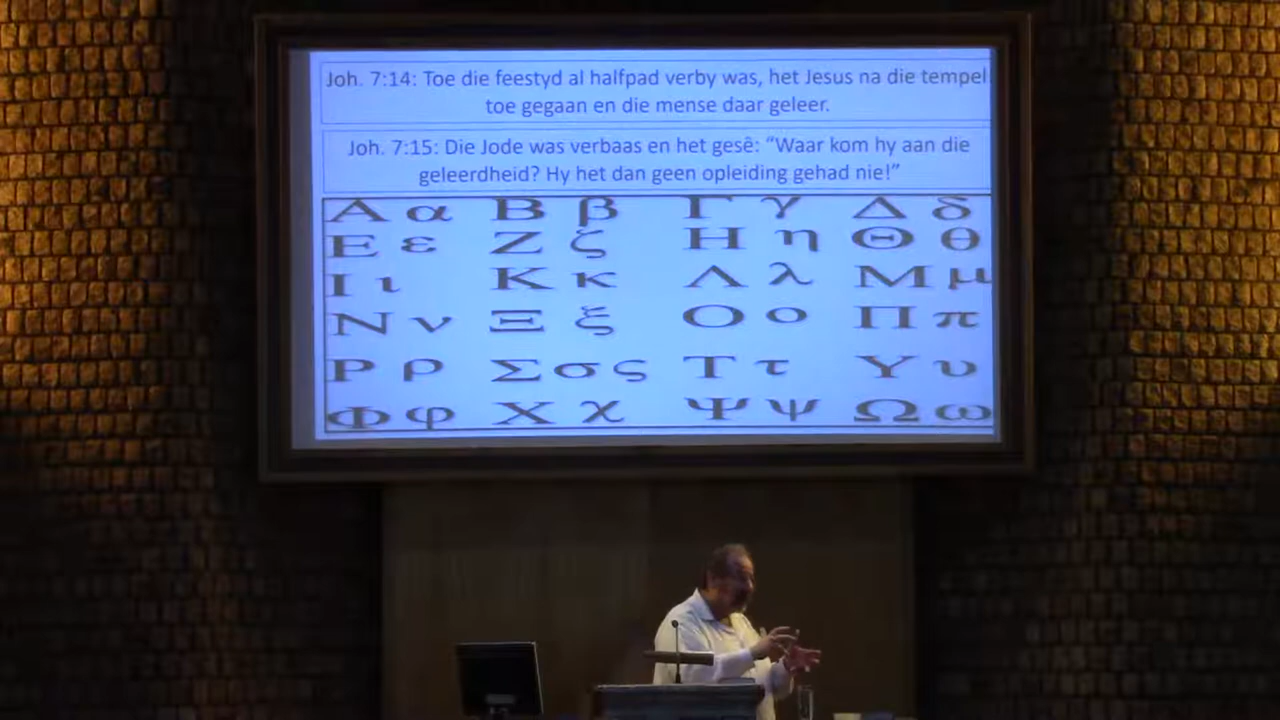 Joh. 7:14: Toe die feestyd al halfpad verby was, het Jesus na die tempel
toe gegaan en die mense daar geleer.
Joh. 7:15: Die Jode was verbaas en het gesê: “Waar kom hy aan die
geleerdheid? Hy het dan geen opleiding gehad nie!”
Α α Β β Γ γ Δ δ
Ε ε Ζ ζ Η η Θ θ
Ι ι Κ κ Λ λ Μ μ
Ν ν Ξ ξ Ο ο Π π
Ρ ρ Σ σ ς Τ τ Υ υ
Φ φ Χ χ Ψ ψ Ω ω